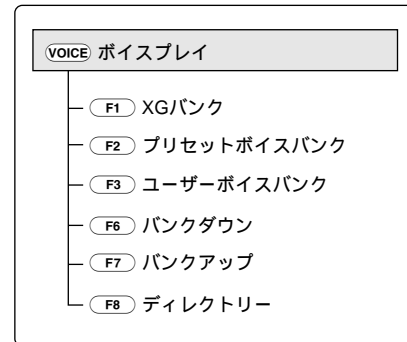 VOICE ボイスプレイ
F1 XGバンク
F2 プリセットボイスバンク
F3 ユーザーボイスバンク
F6 バンクダウン
F7 バンクアップ
F8 ディレクトリー